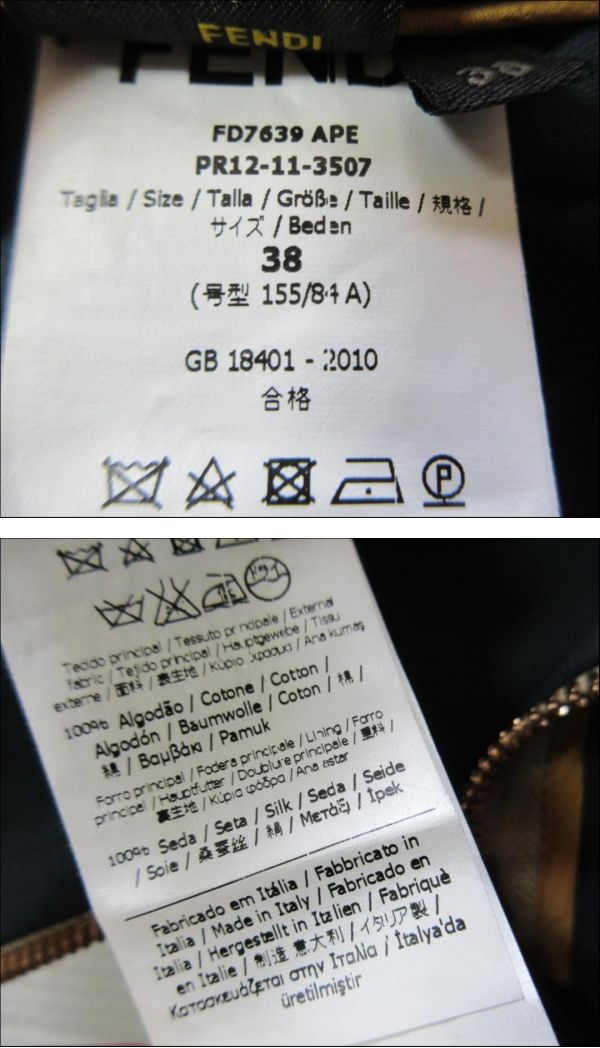 FENDI
38
FEND
FD7639 APE
PR12-11-3507
Taglia / Size / Talla / Größe / Taille / 規格 /
サイズ / Beden
38
(号型 155/84 A)
GB 18401 - 2010
合格
P
Tecido principal / Tessuto principale / External
fabric / Tejido principal / Hauptgewebe / Tissu
externe / 面料 / 表生地 / Κύριο ύφασμα / Ana kumaş
100% Algodão / Cotone / Cotton /
Algodón / Baumwolle / Coton / 棉 /
綿 / Βαμβάκι / Pamuk
Forro principal / Fodera principale / Lining / Forro
principal / Hauptfutter / Doublure principale / 里料 /
裏生地 / Κύρια φόδρα / Ana astar
100% Seda / Seta / Silk / Seda / Seide
/ Soie / 桑蚕丝 / 絹 / Μετάξι / İpek
Fabricado em Itália / Fabbricato in
Italia / Made in Italy / Fabricado en
Italia / Hergestellt in Italien / Fabriqué
en Italie / 制造 意大利 / イタリア製 /
Κατασκευάζεται στην Ιταλία / İtalya'da
üretilmiştir